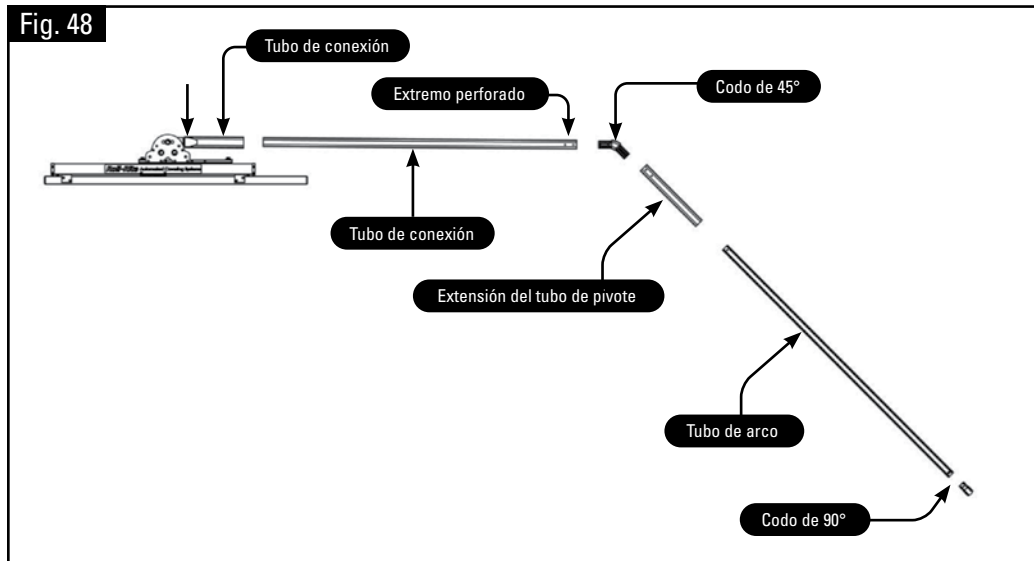 Fig. 48
Tubo de conexión
Extremo perforado
Codo de 45°
Tubo de conexión
Extensión del tubo de pivote
Tubo de arco
Codo de 90°